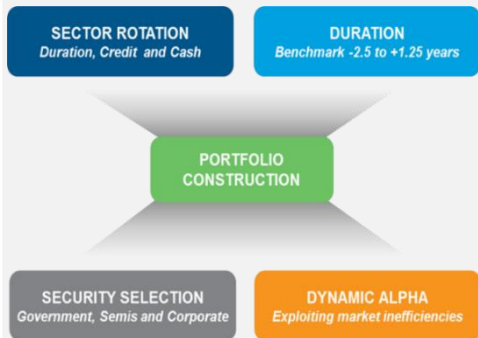 SECTOR ROTATION
Duration, Credit and Cash
DURATION
Benchmark -2.5 to +1.25 years
PORTFOLIO
CONSTRUCTION
SECURITY SELECTION
Government, Semis and Corporate
DYNAMIC ALPHA
Exploiting market inefficiencies